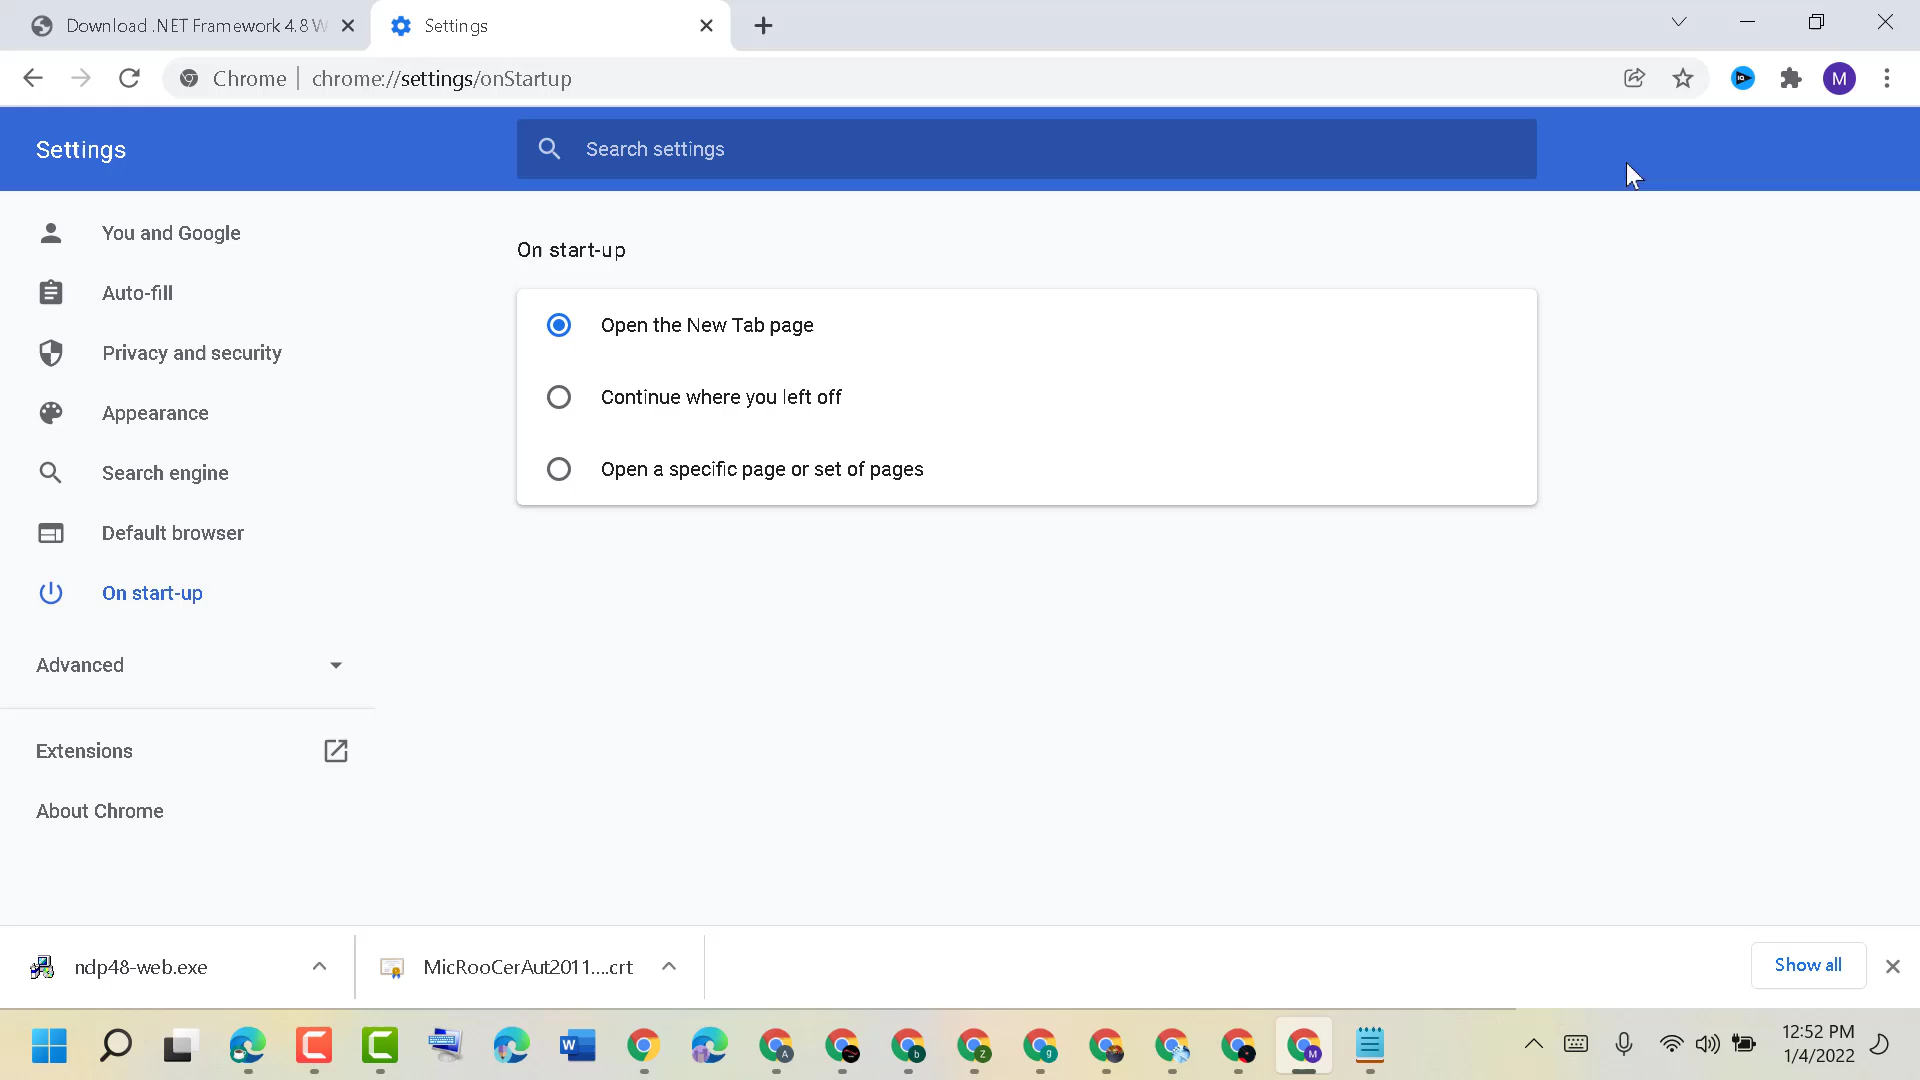 Download .NET Framework 4.8 W
Settings
Chrome
chrome://settings/onStartup
M
Settings
Search settings
You and Google
Auto-fill
Privacy and security
Appearance
Search engine
Default browser
On start-up
Advanced
Extensions
About Chrome
On start-up
Open the New Tab page
Continue where you left off
Open a specific page or set of pages
ndp48-web.exe
MicRooCerAut2011....crt
Show all
12:52 PM
1/4/2022